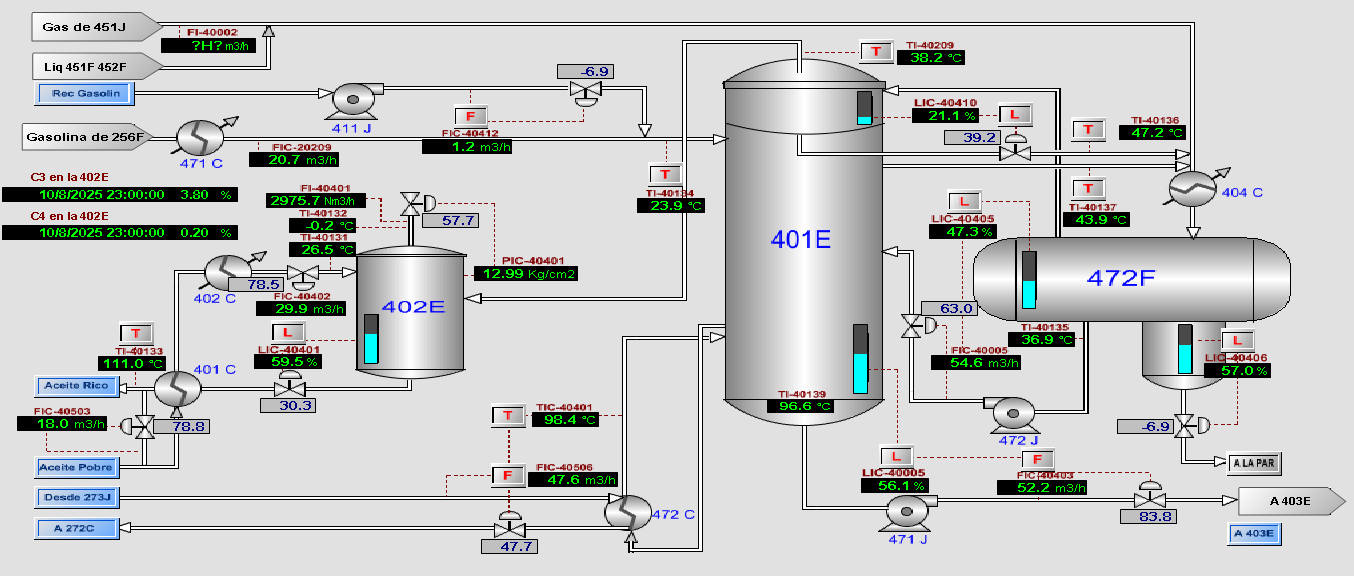 Gas de 451J
FI-40002
?H? m3/h
Liq 451F 452F
Rec Gasolin
411 J
-6.9
F
FIC-40412
1.2 m3/h
Gasolina de 256F
471 C
FIC-20209
20.7 m3/h
TI-40209
T
38.2 °C
LIC-40410
21.1 %
L
39.2
T
TI-40136
47.2 °C
T
TI-40137
43.9 °C
404 C
C3 en la 402E
10/8/2025 23:00:00 3.80 %
C4 en la 402E
10/8/2025 23:00:00 0.20 %
FI-40401
2975.7 Nm3/h
TI-40132
-0.2 °C
TI-40131
26.5 °C
57.7
PIC-40401
12.99 Kg/cm2
T
TI-40134
23.9 °C
401E
L
LIC-40405
47.3 %
472F
402 C
78.5
FIC-40402
29.9 m3/h
402E
L
LIC-40401
59.5 %
30.3
T
TI-40133
111.0 °C
401 C
Aceite Rico
FIC-40503
18.0 m3/h
78.8
Aceite Pobre
63.0
FIC-40005
54.6 m3/h
TI-40135
36.9 °C
L
LIC-40406
57.0 %
-6.9
A LA PAR
472 J
TI-40139
96.6 °C
T
TIC-40401
98.4 °C
F
FIC-40506
47.6 m3/h
Desde 273J
A 272C
47.7
472 C
L
LIC-40005
56.1 %
471 J
F
FIC-40403
52.2 m3/h
83.8
A 403E
A 403E